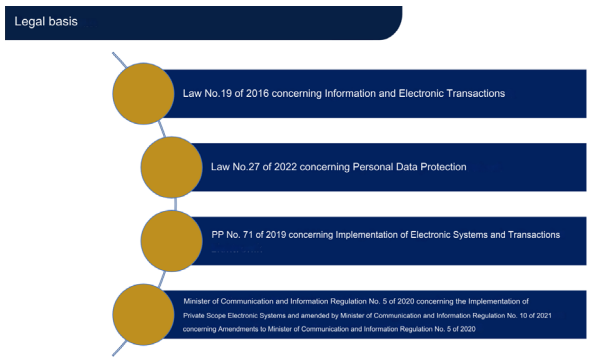 Legal basis
Law No.19 of 2016 concerning Information and Electronic Transactions
Law No.27 of 2022 concerning Personal Data Protection
PP No. 71 of 2019 concerning Implementation of Electronic Systems and Transactions
Minister of Communication and Information Regulation No. 5 of 2020 concerning the Implementation of
Private Scope Electronic Systems and amended by Minister of Communication and Information Regulation No. 10 of 2021
concerning Amendments to Minister of Communication and Information Regulation No. 5 of 2020